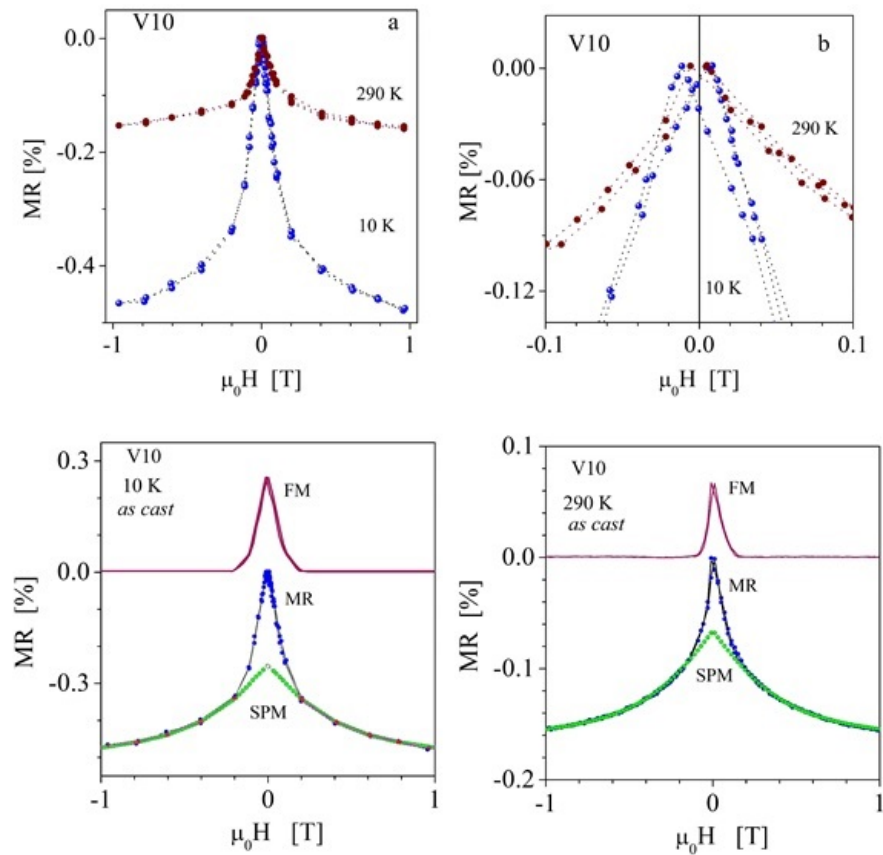 V10
a
0.0
-0.2
-0.4
MR [%]
290 K
10 K
-1
0
1
μ₀H [T]
V10
b
0.00
-0.06
-0.12
MR [%]
290 K
10 K
-0.1
0.0
0.1
μ₀H [T]
V10
10 K
as cast
0.3
0.0
-0.3
MR [%]
FM
MR
SPM
-1
0
1
μ₀H [T]
V10
290 K
as cast
0.1
0.0
-0.1
-0.2
MR [%]
FM
MR
SPM
-1
0
1
μ₀H [T]